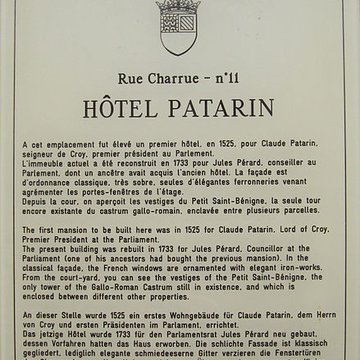 Rue Charrue - n°11
HÔTEL PATARIN
A cet emplacement fut élevé un premier hôtel, en 1525, pour Claude Patarin,
seigneur de Croy, premier président au Parlement.
L'immeuble actuel a été reconstruit en 1733 pour Jules Pérard, conseiller au
Parlement, dont un ancêtre avait acquis l'ancien hôtel. La façade est
d'ordonnance classique, très sobre, seules d'élégantes ferronneries venant
agrémenter les portes-fenêtres de l'étage.
Depuis la cour, on aperçoit les vestiges du Petit Saint-Bénigne, la seule tour
encore existante du castrum gallo-romain, enclavée entre plusieurs parcelles.
The first mansion to be built here was in 1525 for Claude Patarin, Lord of Crecy,
Premier President at the Parliament.
The present building was rebuilt in 1733 for Jules Pérard, Councillor at the
Parliament (one of his ancestors had bought the previous mansion). In the
classical façade, the French windows are ornamented with elegant iron-works.
From the court-yard, you can see the vestiges of the Petit Saint-Bénigne, the
only tower of the Gallo-Roman Castrum still in existence, and which is
enclosed between different other properties.
An dieser Stelle wurde 1525 ein erstes Wohngebäude für Claude Patarin, dem Herrn
von Crecy und ersten Präsidenten im Parlament, errichtet.
Das jetzige Hôtel wurde 1733 für den Parlamentsrat Jules Pérard neu gebaut,
dessen Vorfahren hatten das Haus erworben. Die schlichte Fassade ist klassisch
gegliedert, lediglich elegante schmiedeeiserne Gitter verzieren die Fenstertüren